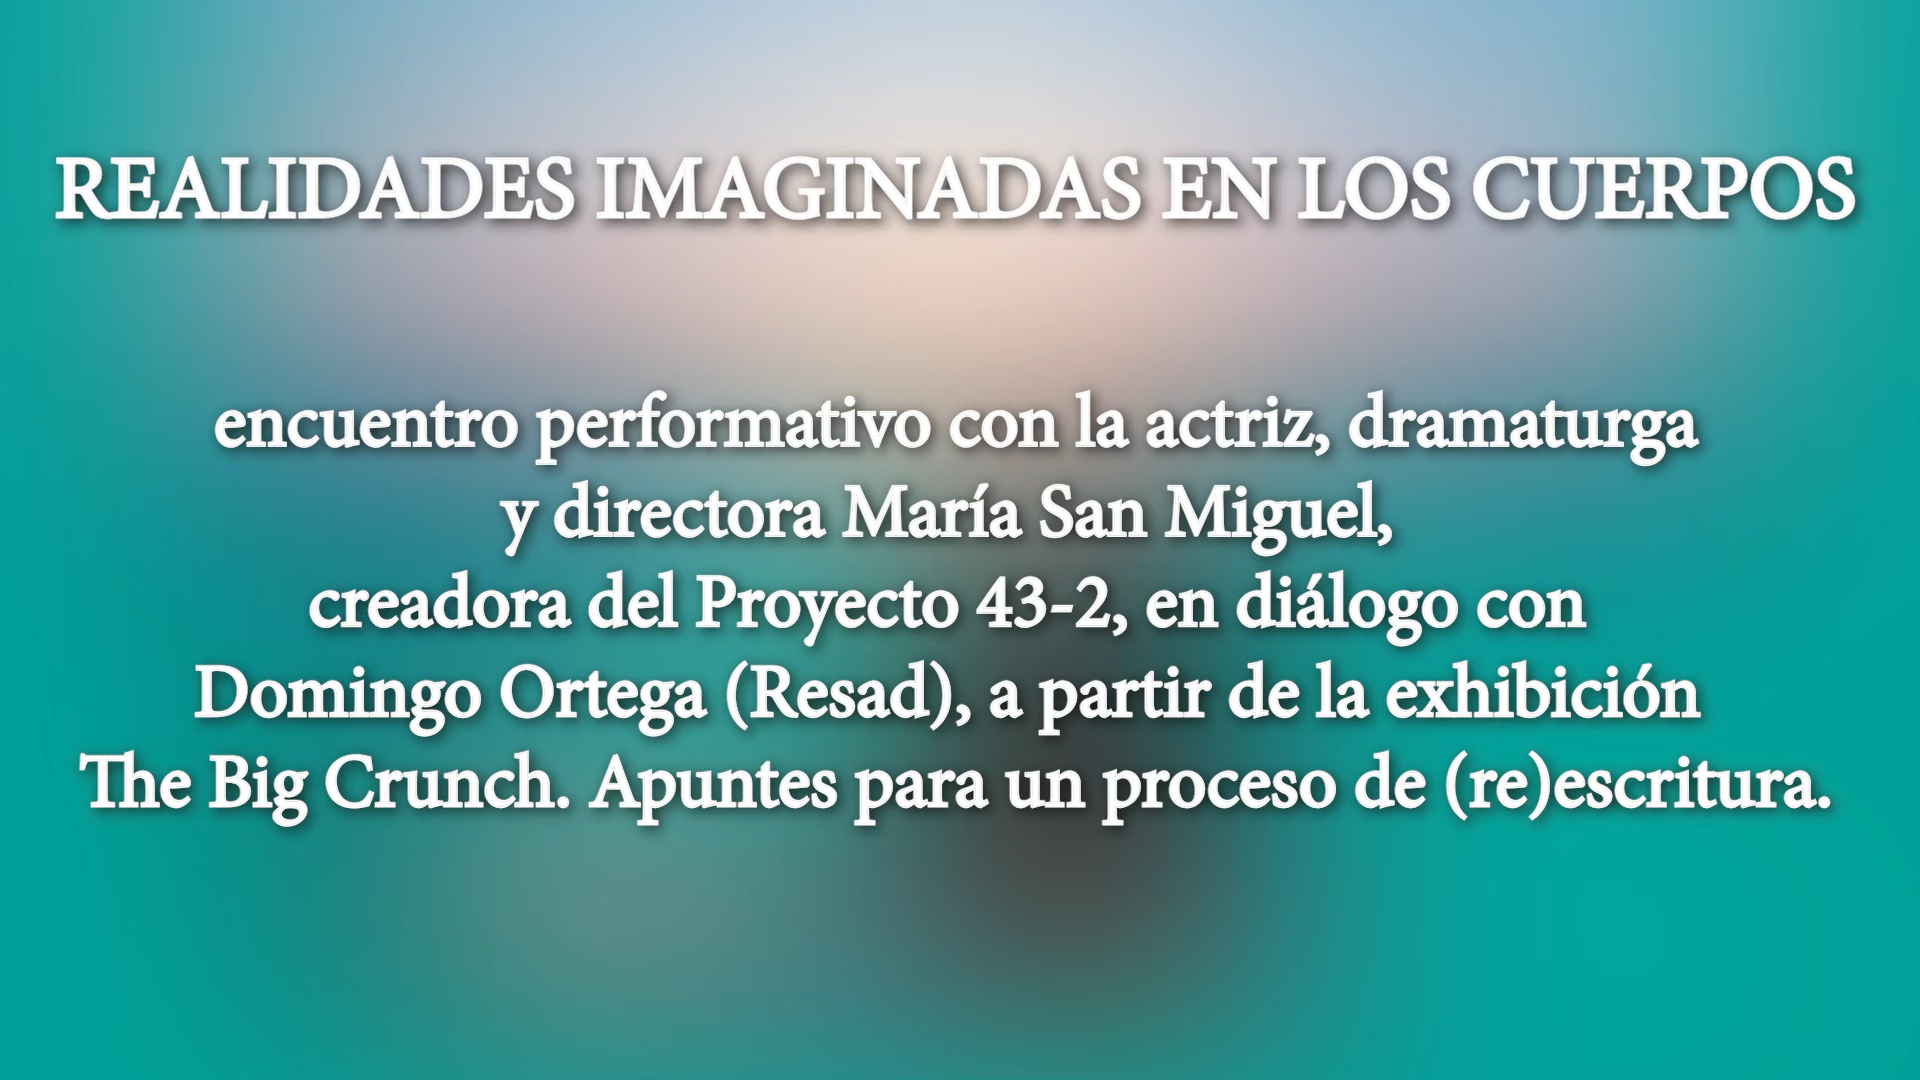 REALIDADES IMAGINADAS EN LOS CUERPOS
encuentro performativo con la actriz, dramaturga
y directora María San Miguel,
creadora del Proyecto 43-2, en diálogo con
Domingo Ortega (Resad), a partir de la exhibición
The Big Crunch. Apuntes para un proceso de (re)escritura.